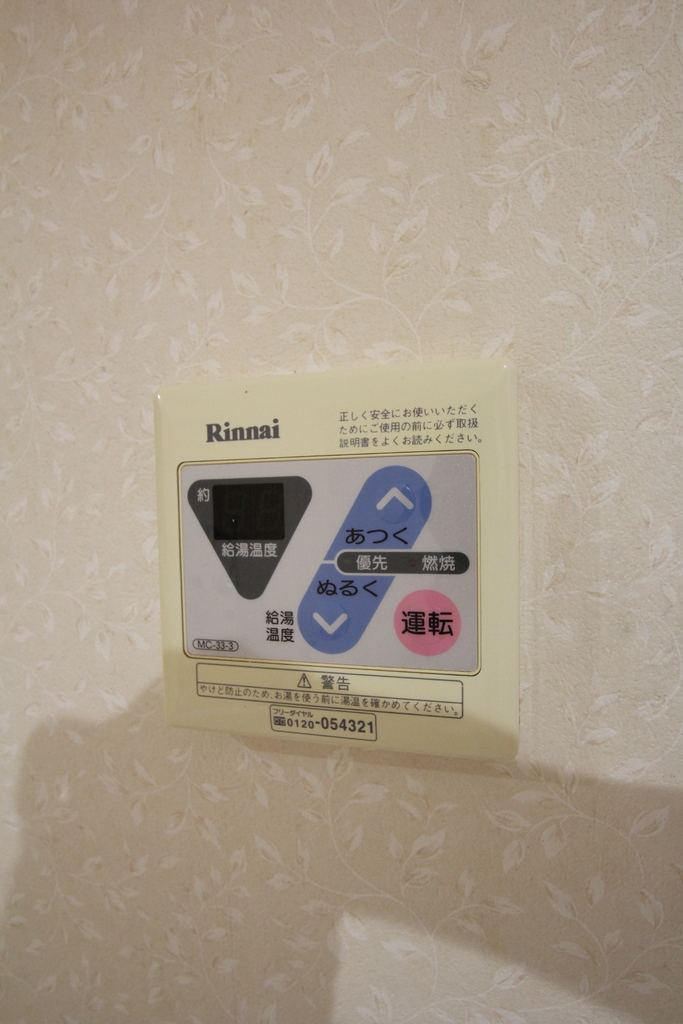 Rinnai
正しく安全にお使いいただく
ためにご使用の前に必ず取扱
説明書をよくお読みください。
約
給湯温度
あつく
優先 燃焼
ぬるく
給湯
温度
運転
MC-33-3
⚠ 警告
やけど防止のため、お湯を使う前に湯温を確かめてください。
フリーダイヤル
0120-054321